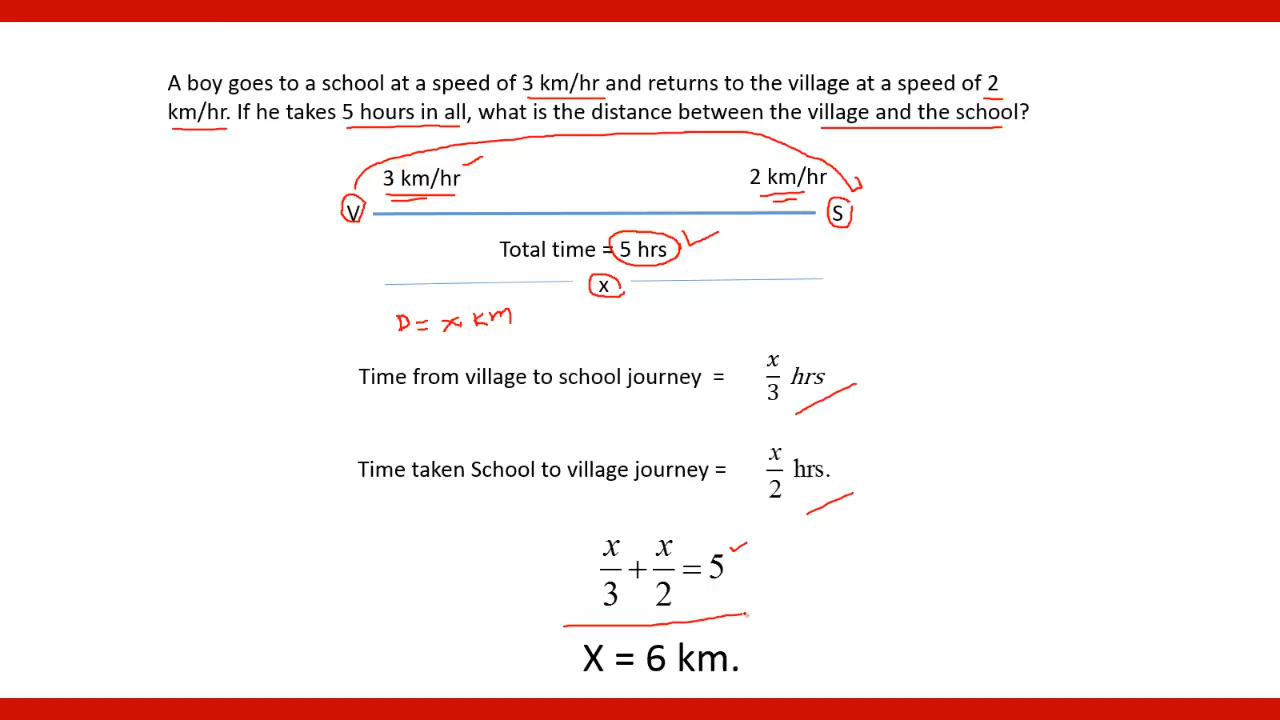 A boy goes to a school at a speed of 3 km/hr and returns to the village at a speed of 2
km/hr. If he takes 5 hours in all, what is the distance between the village and the school?
3 km/hr 2 km/hr
V S
Total time = 5 hrs
x
D = x km
Time from village to school journey = x/3 hrs
Time taken School to village journey = x/2 hrs.
x/3 + x/2 = 5
X = 6 km.